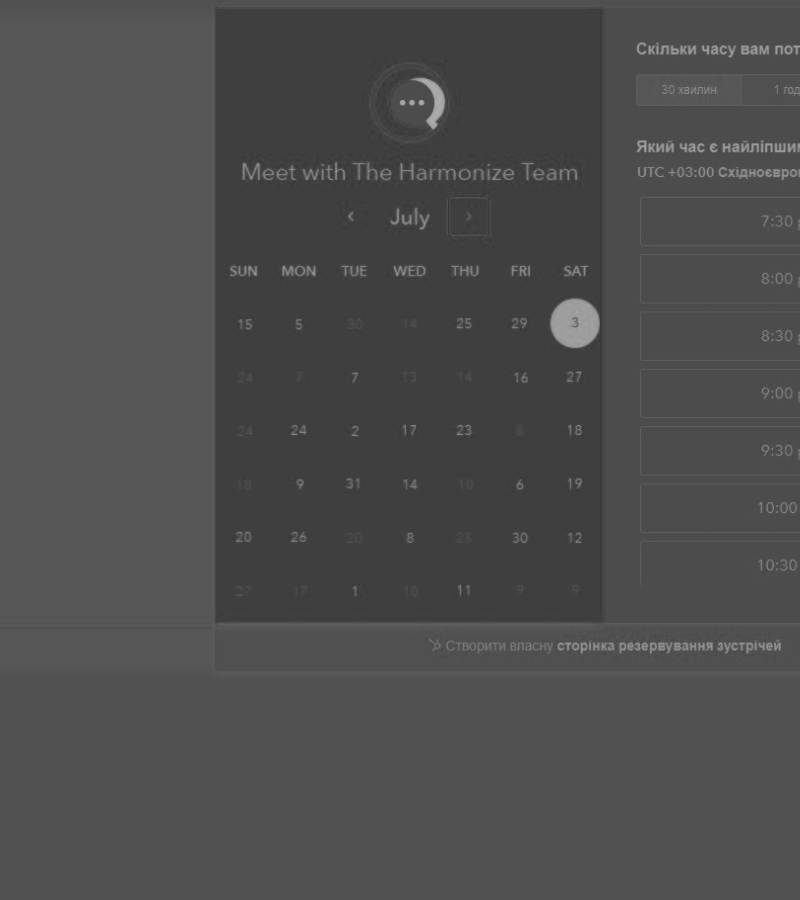 Meet with The Harmonize Team
July
SUN MON TUE WED THU FRI SAT
15 5 30 14 25 29 3
24 7 7 13 14 16 27
24 24 2 17 23 8 18
18 9 31 14 10 6 19
20 26 20 8 28 30 12
27 17 1 10 11 9 9
Скільки часу вам пот
30 хвилин 1 год
Який час є найліпшим
UTC +03:00 Східноєвроп
7:30 p
8:00 p
8:30 p
9:00 p
9:30 p
10:00
10:30
Створити власну сторінка резервування зустрічей